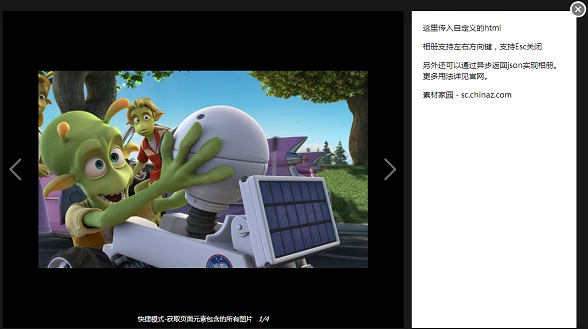 这里传入自定义的html
相册支持左右方向键，支持Esc关闭
另外还可以通过异步返回json实现相册。
更多用法详见官网。
素材家园 - sc.chinaz.com
快捷模式-获取页面元素包含的所有图片 1/4